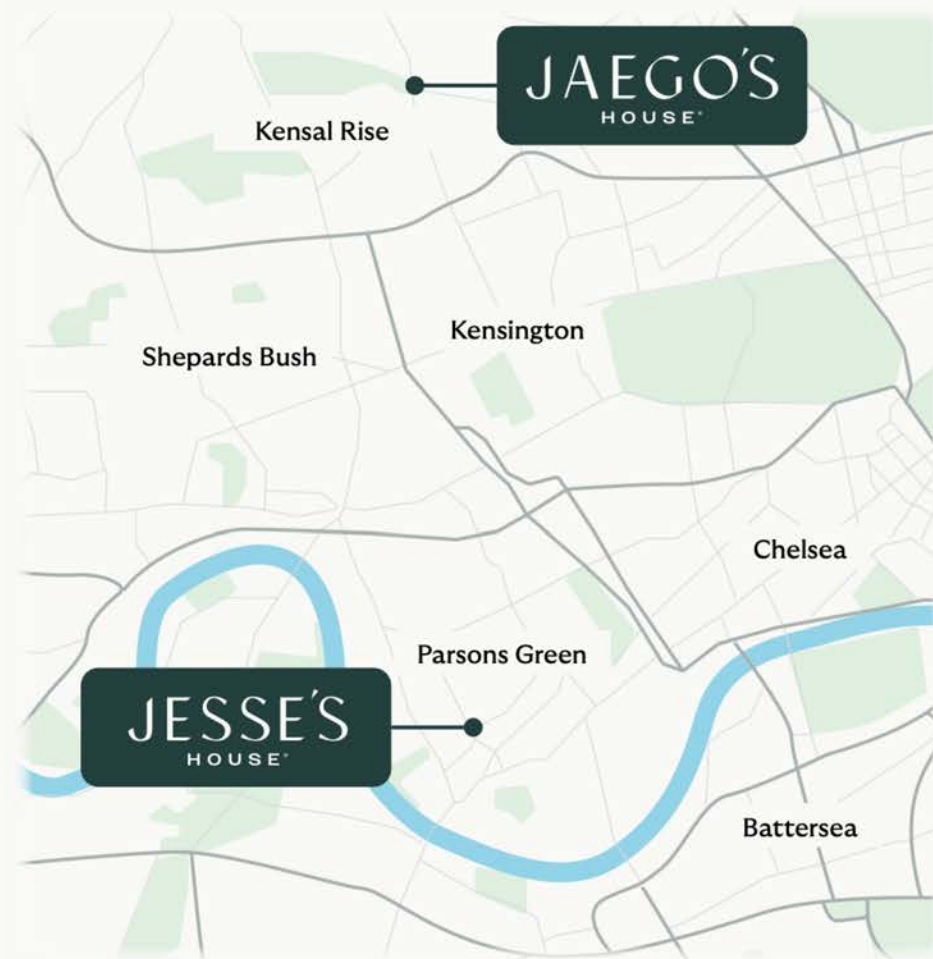 JAEGO'S
HOUSE
Kensal Rise
Kensington
Shepards Bush
Chelsea
Parsons Green
JESSE'S
HOUSE
Battersea